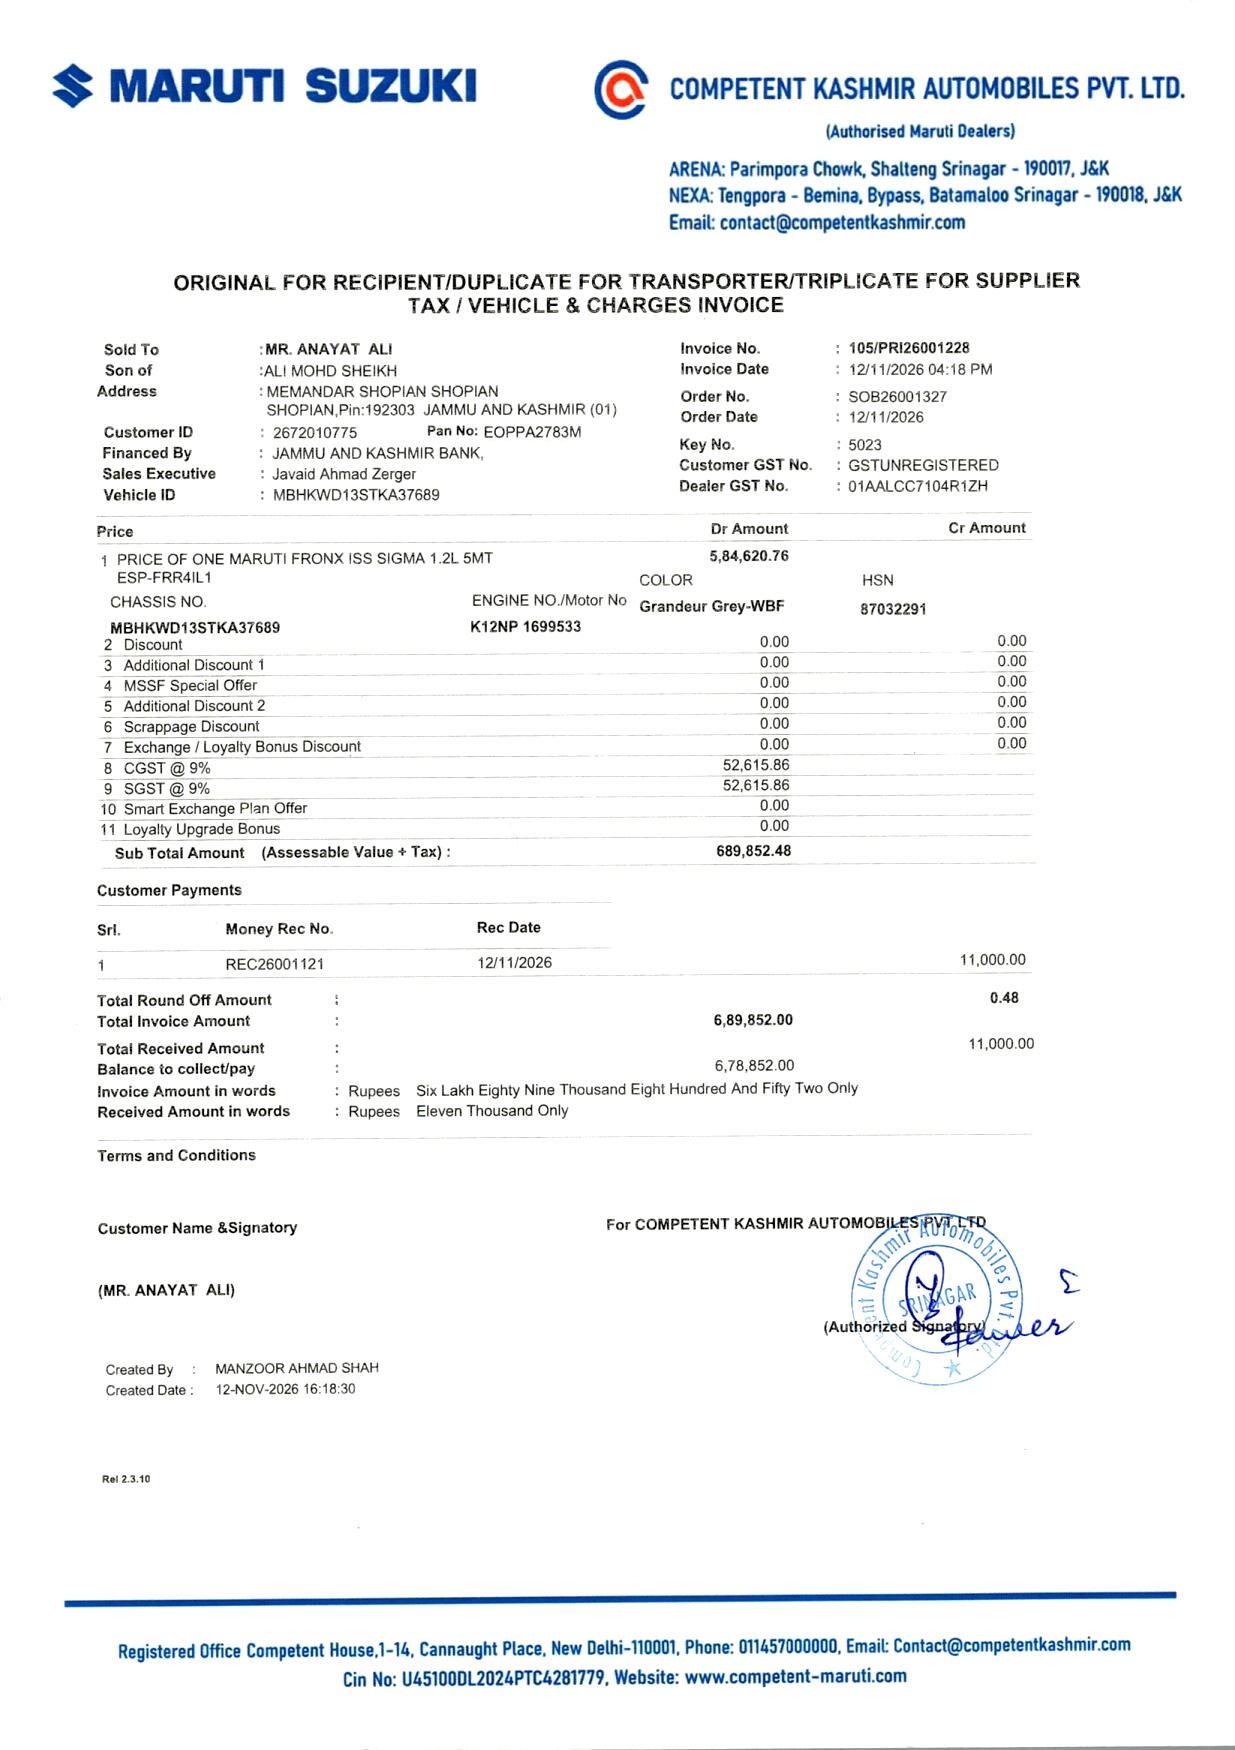 MARUTI SUZUKI
COMPETENT KASHMIR AUTOMOBILES PVT. LTD.
(Authorised Maruti Dealers)
ARENA: Parimpora Chowk, Shalteng Srinagar - 190017, J&K
NEXA: Tengpora - Bemina, Bypass, Batamaloo Srinagar - 190018, J&K
Email: contact@competentkashmir.com
ORIGINAL FOR RECIPIENT/DUPLICATE FOR TRANSPORTER/TRIPLICATE FOR SUPPLIER
TAX / VEHICLE & CHARGES INVOICE
Sold To :MR. ANAYAT ALI
Son of :ALI MOHD SHEIKH
Address : MEMANDAR SHOPIAN SHOPIAN
SHOPIAN,Pin:192303 JAMMU AND KASHMIR (01)
Customer ID : 2672010775 Pan No: EOPPA2783M
Financed By : JAMMU AND KASHMIR BANK,
Sales Executive : Javaid Ahmad Zerger
Vehicle ID : MBHKWD13STKA37689
Invoice No. : 105/PRI26001228
Invoice Date : 12/11/2026 04:18 PM
Order No. : SOB26001327
Order Date : 12/11/2026
Key No. : 5023
Customer GST No. : GSTUNREGISTERED
Dealer GST No. : 01AALCC7104R1ZH
Price Dr Amount Cr Amount
1 PRICE OF ONE MARUTI FRONX ISS SIGMA 1.2L 5MT 5,84,620.76
ESP-FRR4IL1 COLOR HSN
CHASSIS NO. ENGINE NO./Motor No Grandeur Grey-WBF 87032291
MBHKWD13STKA37689 K12NP 1699533
2 Discount 0.00 0.00
3 Additional Discount 1 0.00 0.00
4 MSSF Special Offer 0.00 0.00
5 Additional Discount 2 0.00 0.00
6 Scrappage Discount 0.00 0.00
7 Exchange / Loyalty Bonus Discount 0.00 0.00
8 CGST @ 9% 52,615.86
9 SGST @ 9% 52,615.86
10 Smart Exchange Plan Offer 0.00
11 Loyalty Upgrade Bonus 0.00
Sub Total Amount (Assessable Value + Tax) : 689,852.48
Customer Payments
Srl. Money Rec No. Rec Date
1 REC26001121 12/11/2026 11,000.00
Total Round Off Amount : 0.48
Total Invoice Amount : 6,89,852.00
Total Received Amount : 11,000.00
Balance to collect/pay : 6,78,852.00
Invoice Amount in words : Rupees Six Lakh Eighty Nine Thousand Eight Hundred And Fifty Two Only
Received Amount in words : Rupees Eleven Thousand Only
Terms and Conditions
Customer Name &Signatory
For COMPETENT KASHMIR AUTOMOBILES PVT LTD
Competent Kashmir Automobiles Pvt. Ltd.
SRINAGAR
(MR. ANAYAT ALI)
(Authorized Signatory)
Created By : MANZOOR AHMAD SHAH
Created Date : 12-NOV-2026 16:18:30
Rel 2.3.10
Registered Office Competent House,1-14, Cannaught Place, New Delhi-110001, Phone: 011457000000, Email: Contact@competentkashmir.com
Cin No: U45100DL2024PTC4281779, Website: www.competent-maruti.com